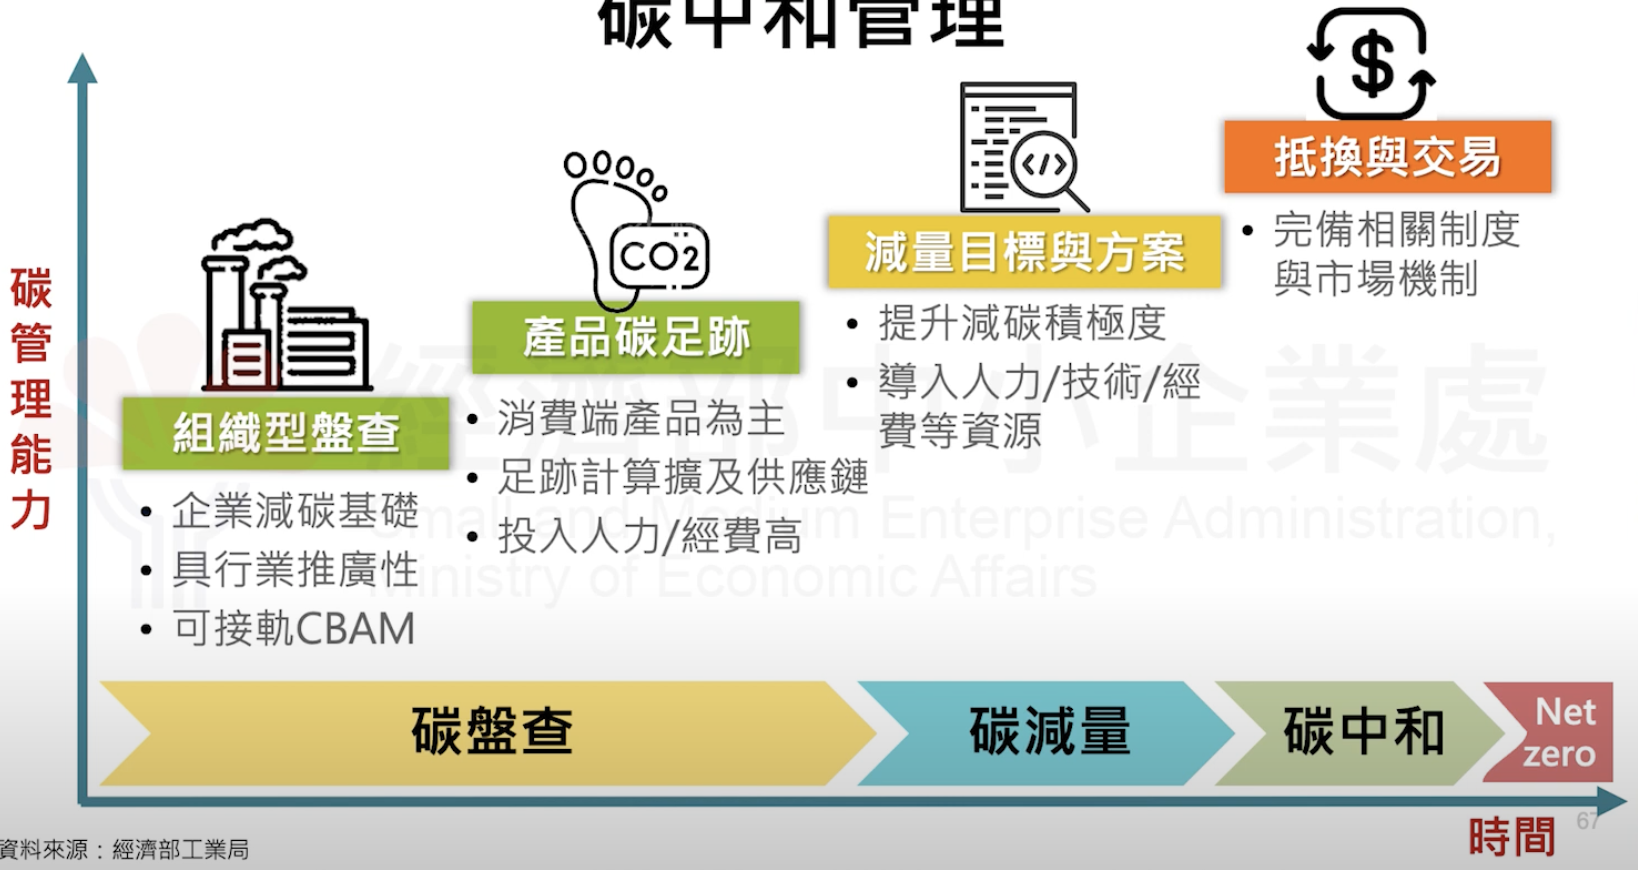 碳中和管理
抵換與交易
• 完備相關制度
與市場機制
減量目標與方案
• 提升減碳積極度
• 導入人力/技術/經
費等資源
CO2
產品碳足跡
• 消費端產品為主
• 足跡計算擴及供應鏈
• 投入人力/經費高
組織型盤查
• 企業減碳基礎
• 具行業推廣性
• 可接軌CBAM
碳管理能力
經濟部中小企業處
Small and Medium Enterprise Administration,
Ministry of Economic Affairs
碳盤查
碳減量
碳中和
Net
zero
時間
67
資料來源：經濟部工業局
$
</>